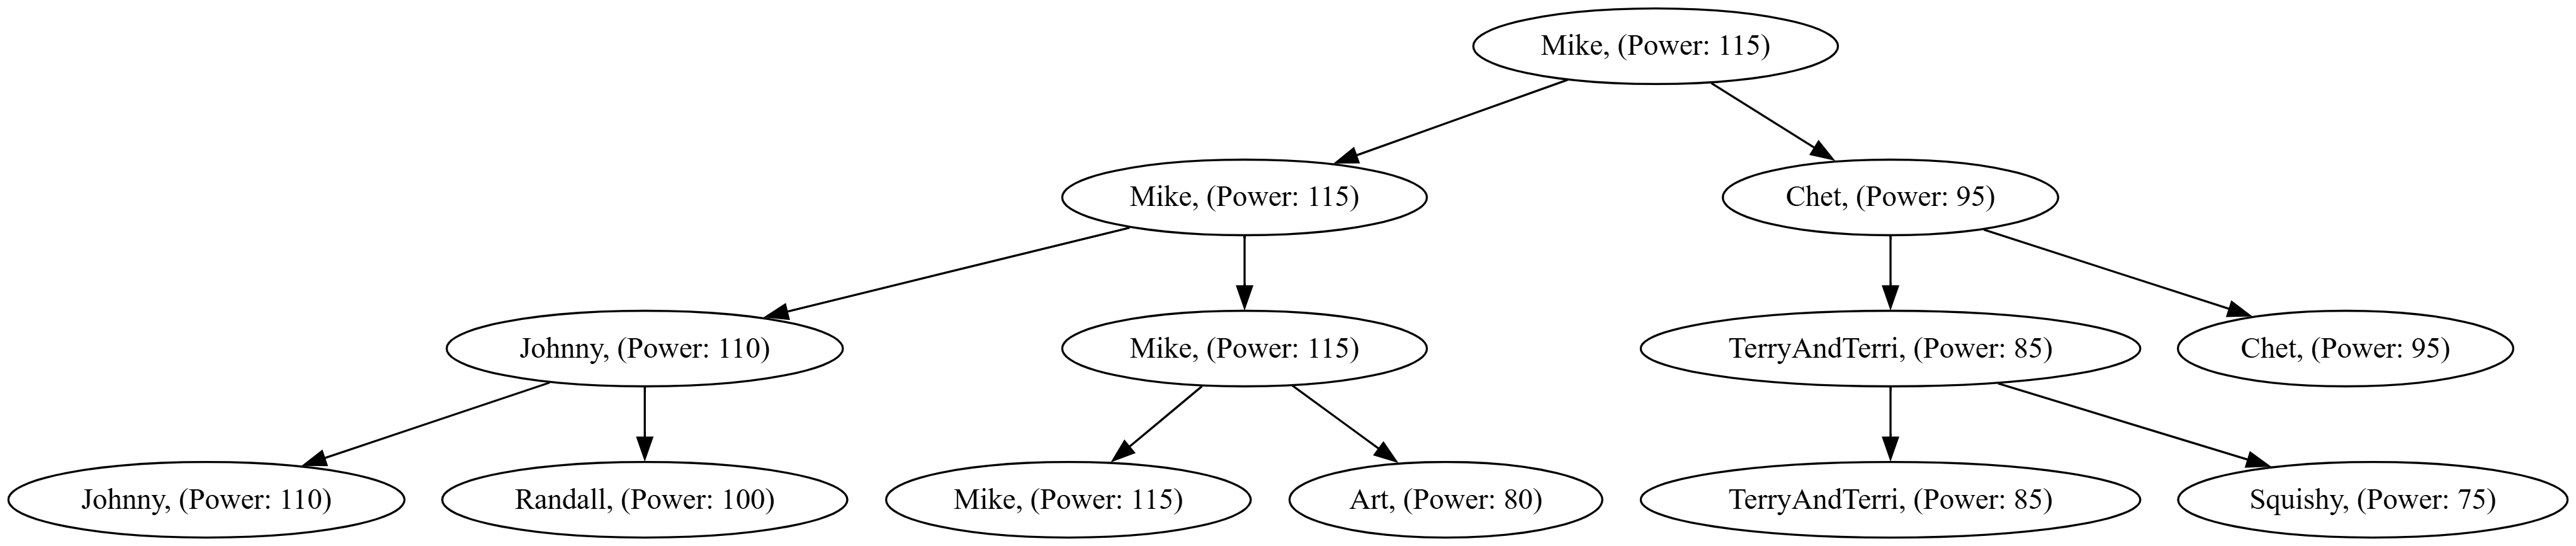 Mike, (Power: 115)
Mike, (Power: 115)
Chet, (Power: 95)
Johnny, (Power: 110)
Mike, (Power: 115)
TerryAndTerri, (Power: 85)
Chet, (Power: 95)
Johnny, (Power: 110)
Randall, (Power: 100)
Mike, (Power: 115)
Art, (Power: 80)
TerryAndTerri, (Power: 85)
Squishy, (Power: 75)